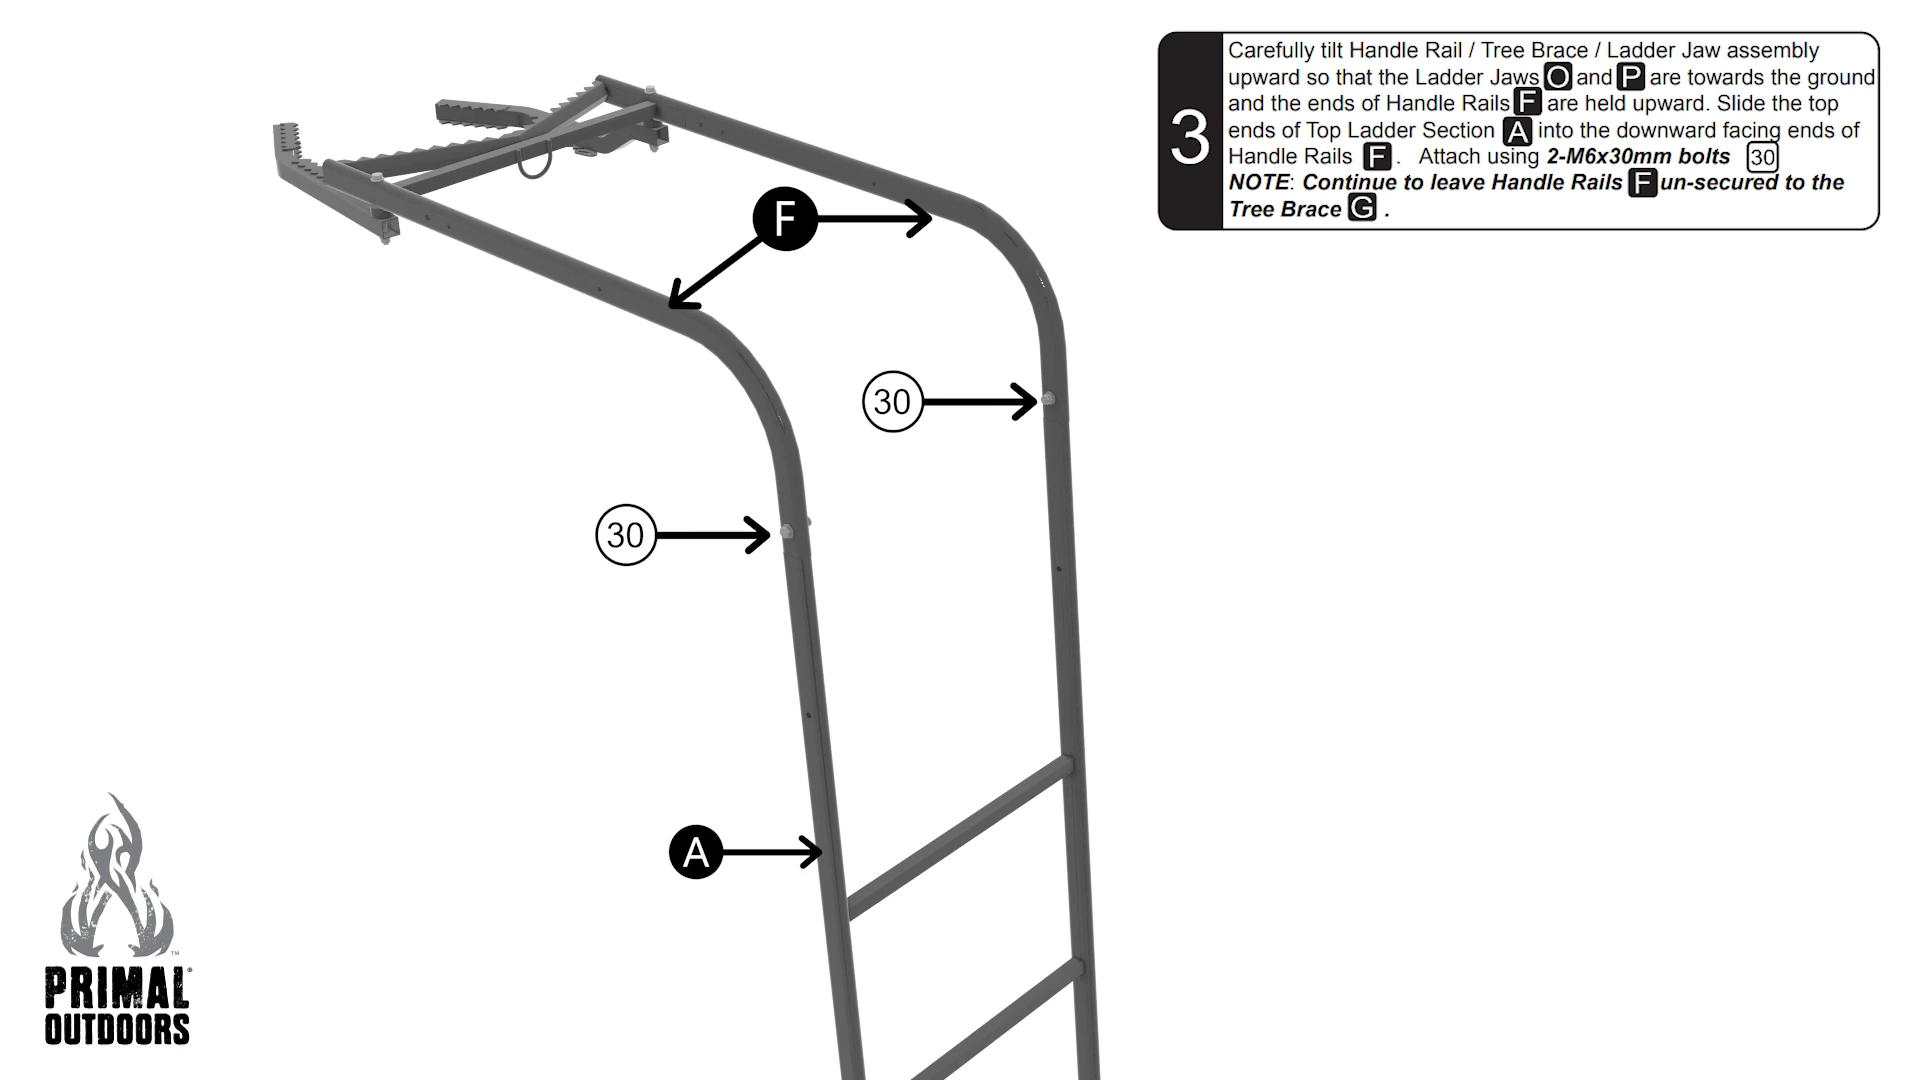 3
Carefully tilt Handle Rail / Tree Brace / Ladder Jaw assembly
upward so that the Ladder Jaws O and P are towards the ground
and the ends of Handle Rails F are held upward. Slide the top
ends of Top Ladder Section A into the downward facing ends of
Handle Rails F . Attach using 2-M6x30mm bolts 30
NOTE: Continue to leave Handle Rails F un-secured to the
Tree Brace G .
F
30
30
A
TM
PRIMAL®
OUTDOORS